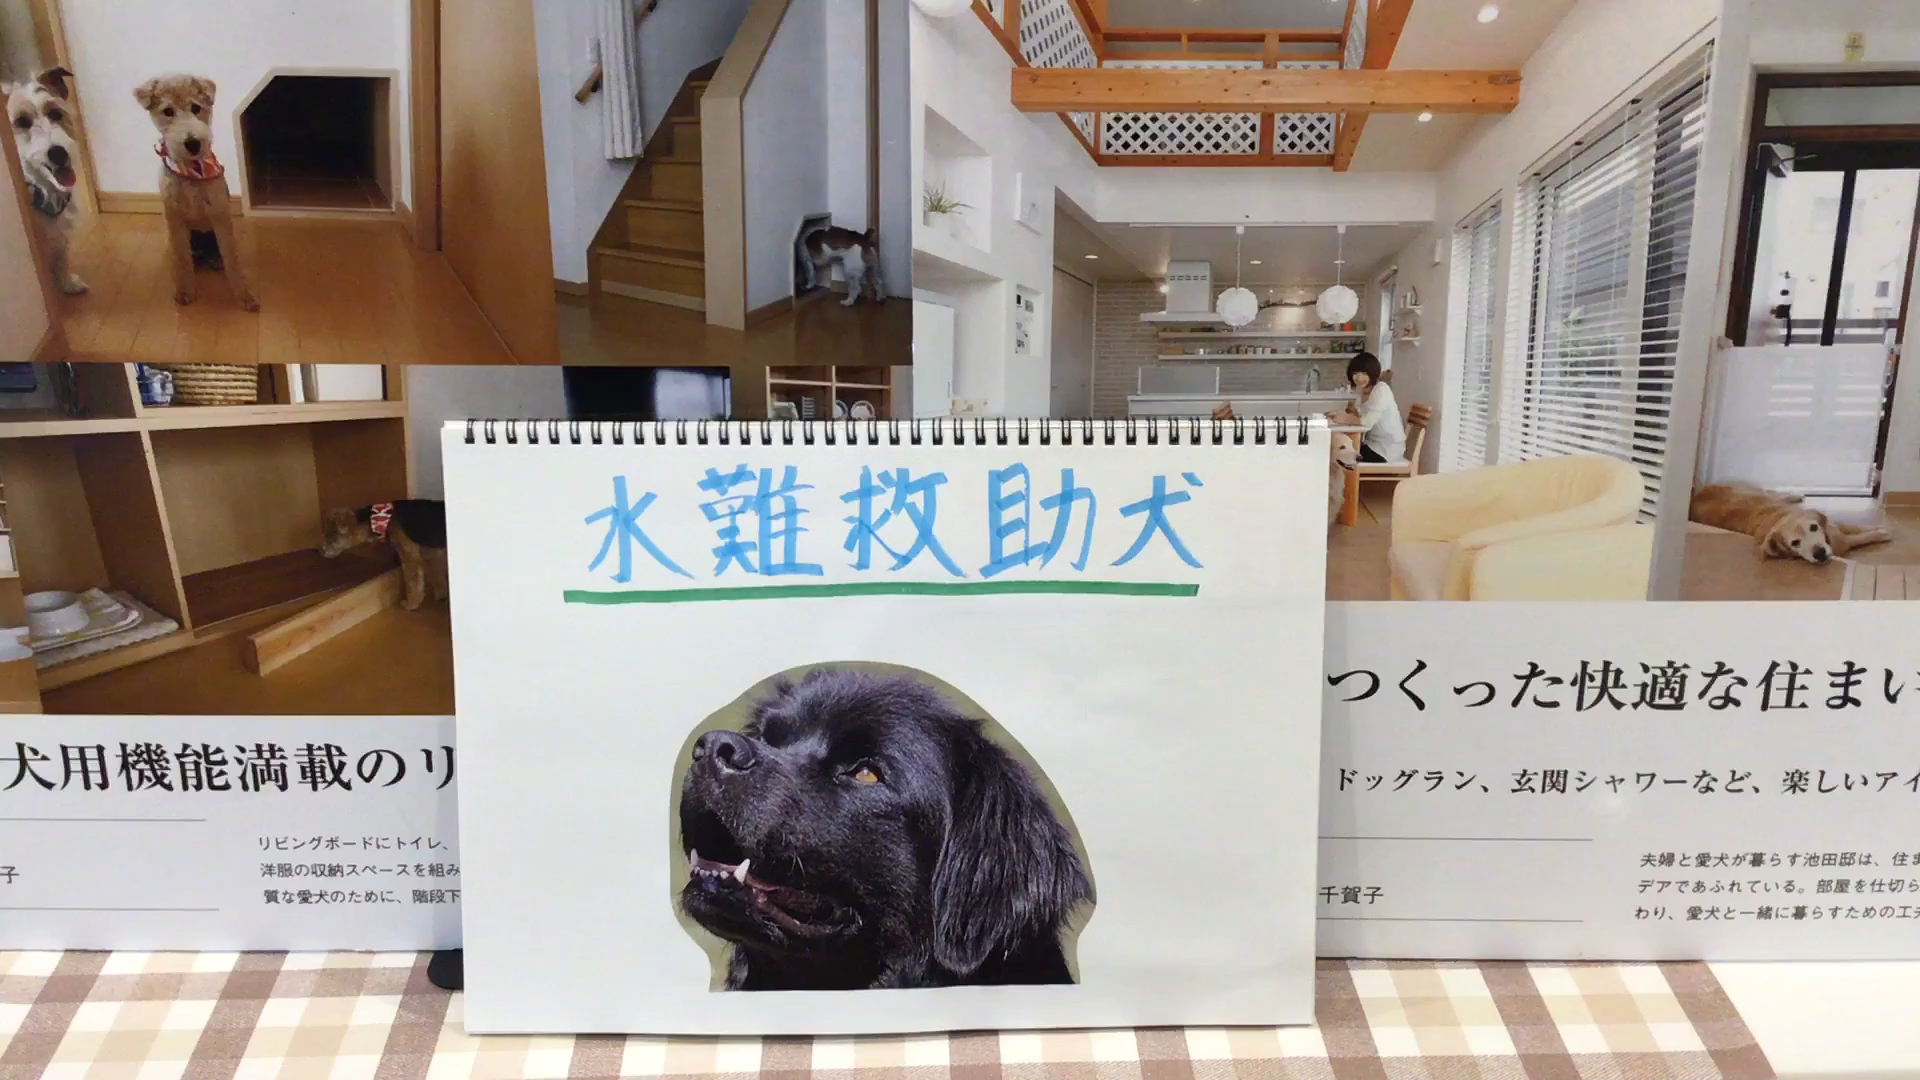 水難救助犬
犬用機能満載のリ
子
リビングボードにトイレ、
洋服の収納スペースを組み
質な愛犬のために、階段下
つくった快適な住まい
ドッグラン、玄関シャワーなど、楽しいアイ
千賀子
夫婦と愛犬が暮らす池田邸は、住ま
デアであふれている。部屋を仕切ら
わり、愛犬と一緒に暮らすための工夫